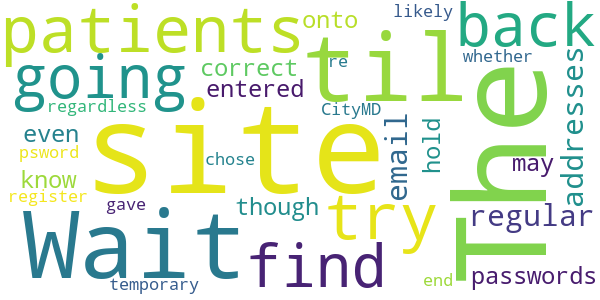 patients
til
onto
likely
back
The
going
correct
re
whether
regardless
entered
CityMD
email
hold
addresses
even
site
chose
psword
know
register
gave
though
try
may
regular
Wait
find
passwords
temporary
end